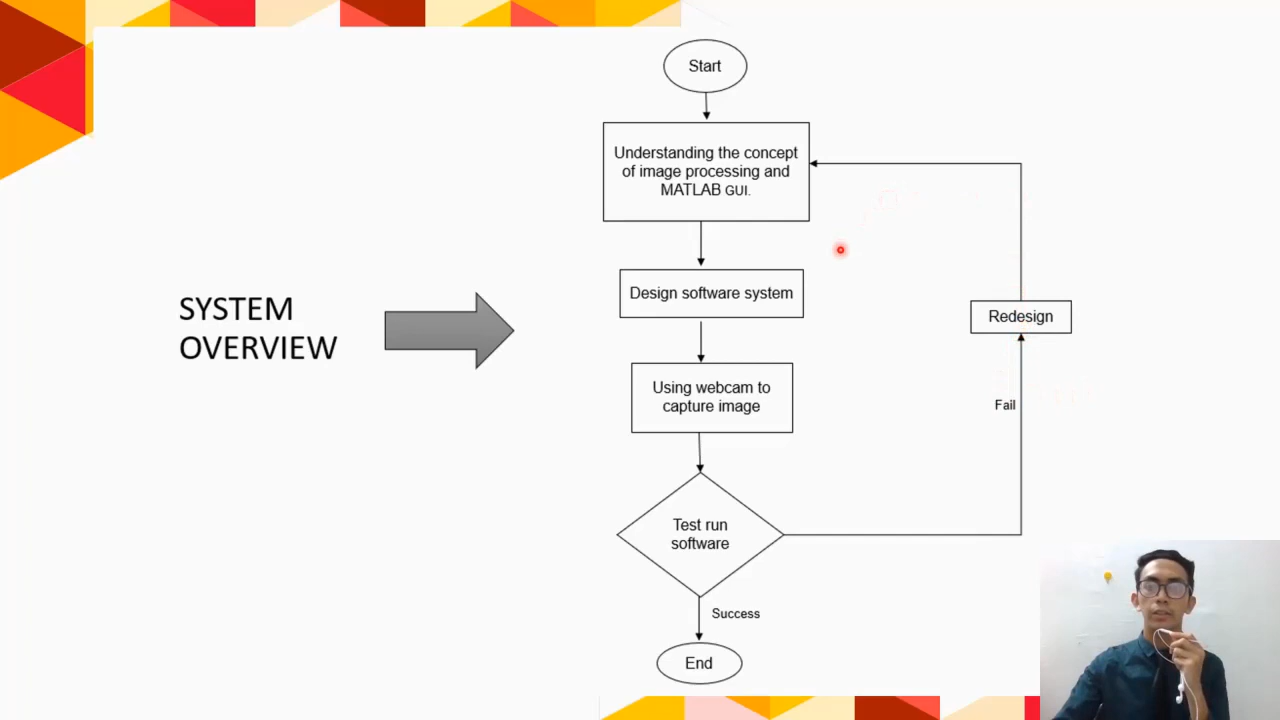 Start
Understanding the concept
of image processing and
MATLAB GUI.
Design software system
SYSTEM
OVERVIEW
Redesign
Using webcam to
capture image
Fail
Test run
software
Success
End